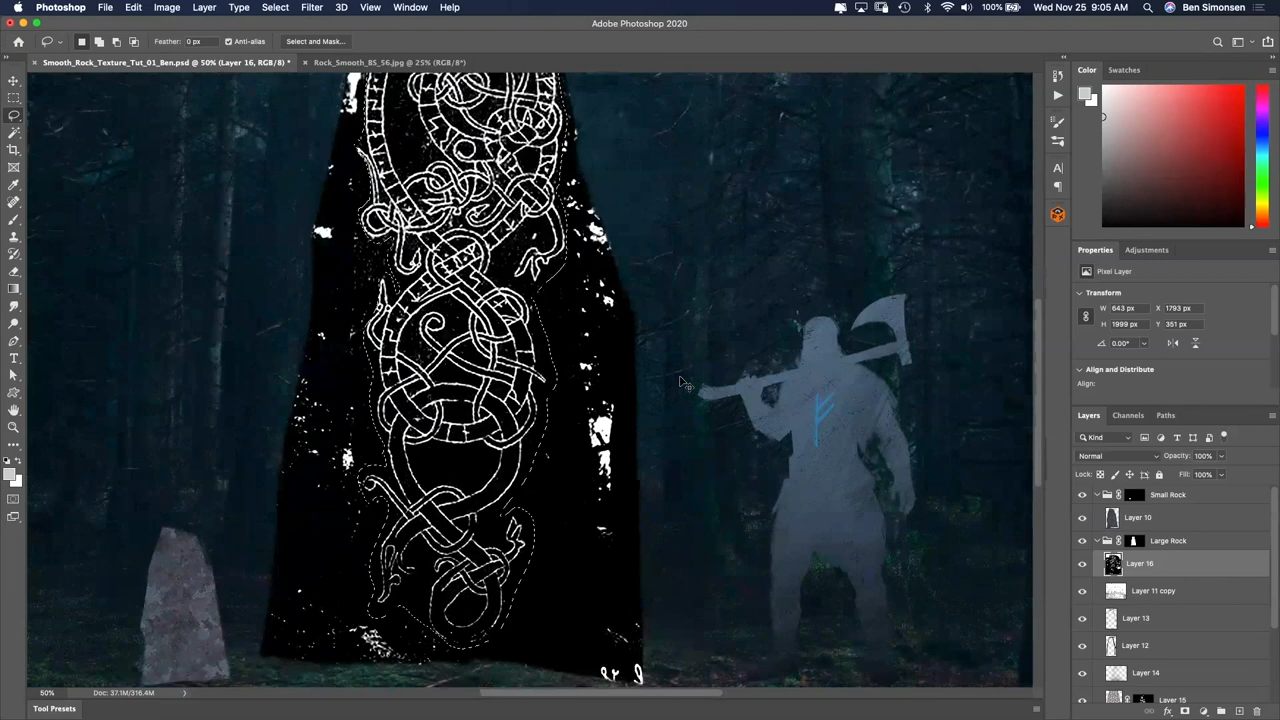 Photoshop File Edit Image Layer Type Select Filter 3D View Window Help 100% Wed Nov 25 9:05 AM Ben Simonsen
Adobe Photoshop 2020
Feather: 0 px Anti-alias Select and Mask...
Smooth_Rock_Texture_Tut_01_Ben.psd @ 50% (Layer 16, RGB/8) * Rock_Smooth_BS_56.jpg @ 25% (RGB/8*)
Color Swatches
Properties Adjustments
Pixel Layer
Transform
W 643 px X 1793 px
H 1999 px Y 351 px
0.00°
Align and Distribute
Align:
Layers Channels Paths
Kind
Normal Opacity: 100%
Lock: Fill: 100%
Small Rock
Layer 10
Large Rock
Layer 16
Layer 11 copy
Layer 13
Layer 12
Layer 14
Layer 15
50% Doc: 37.1M/316.4M
Tool Presets